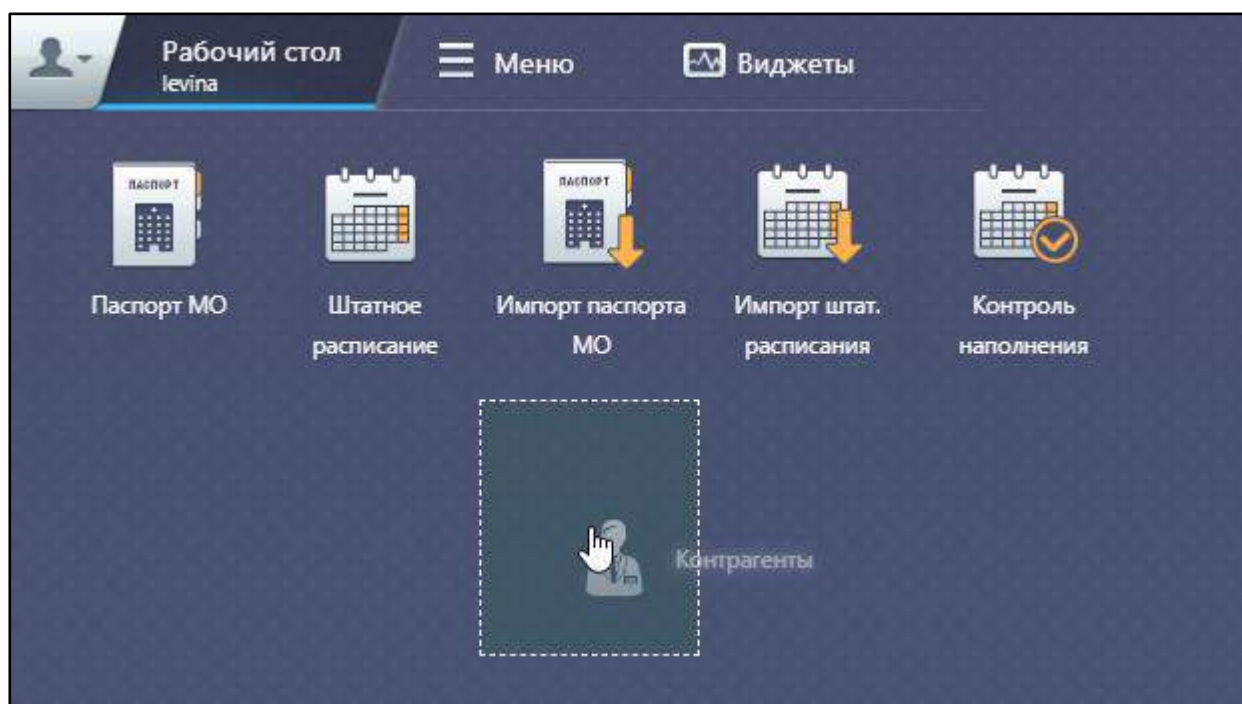 Рабочий стол
levina
Меню
Виджеты
ПАСПОРТ
ПАСПОРТ
Паспорт МО
Штатное
расписание
Импорт паспорта
МО
Импорт штат.
расписания
Контроль
наполнения
Контрагенты